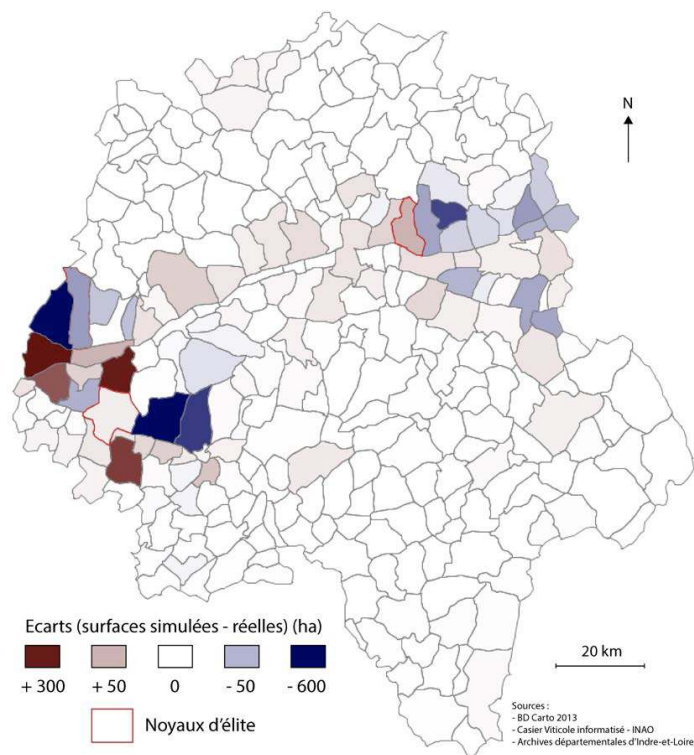 N
Ecarts (surfaces simulées - réelles) (ha)
+ 300 + 50 0 - 50 - 600
Noyaux d'élite
20 km
Sources :
- BD Carto 2013
- Casier Viticole informatisé - INAO
- Archives départementales d'Indre-et-Loire